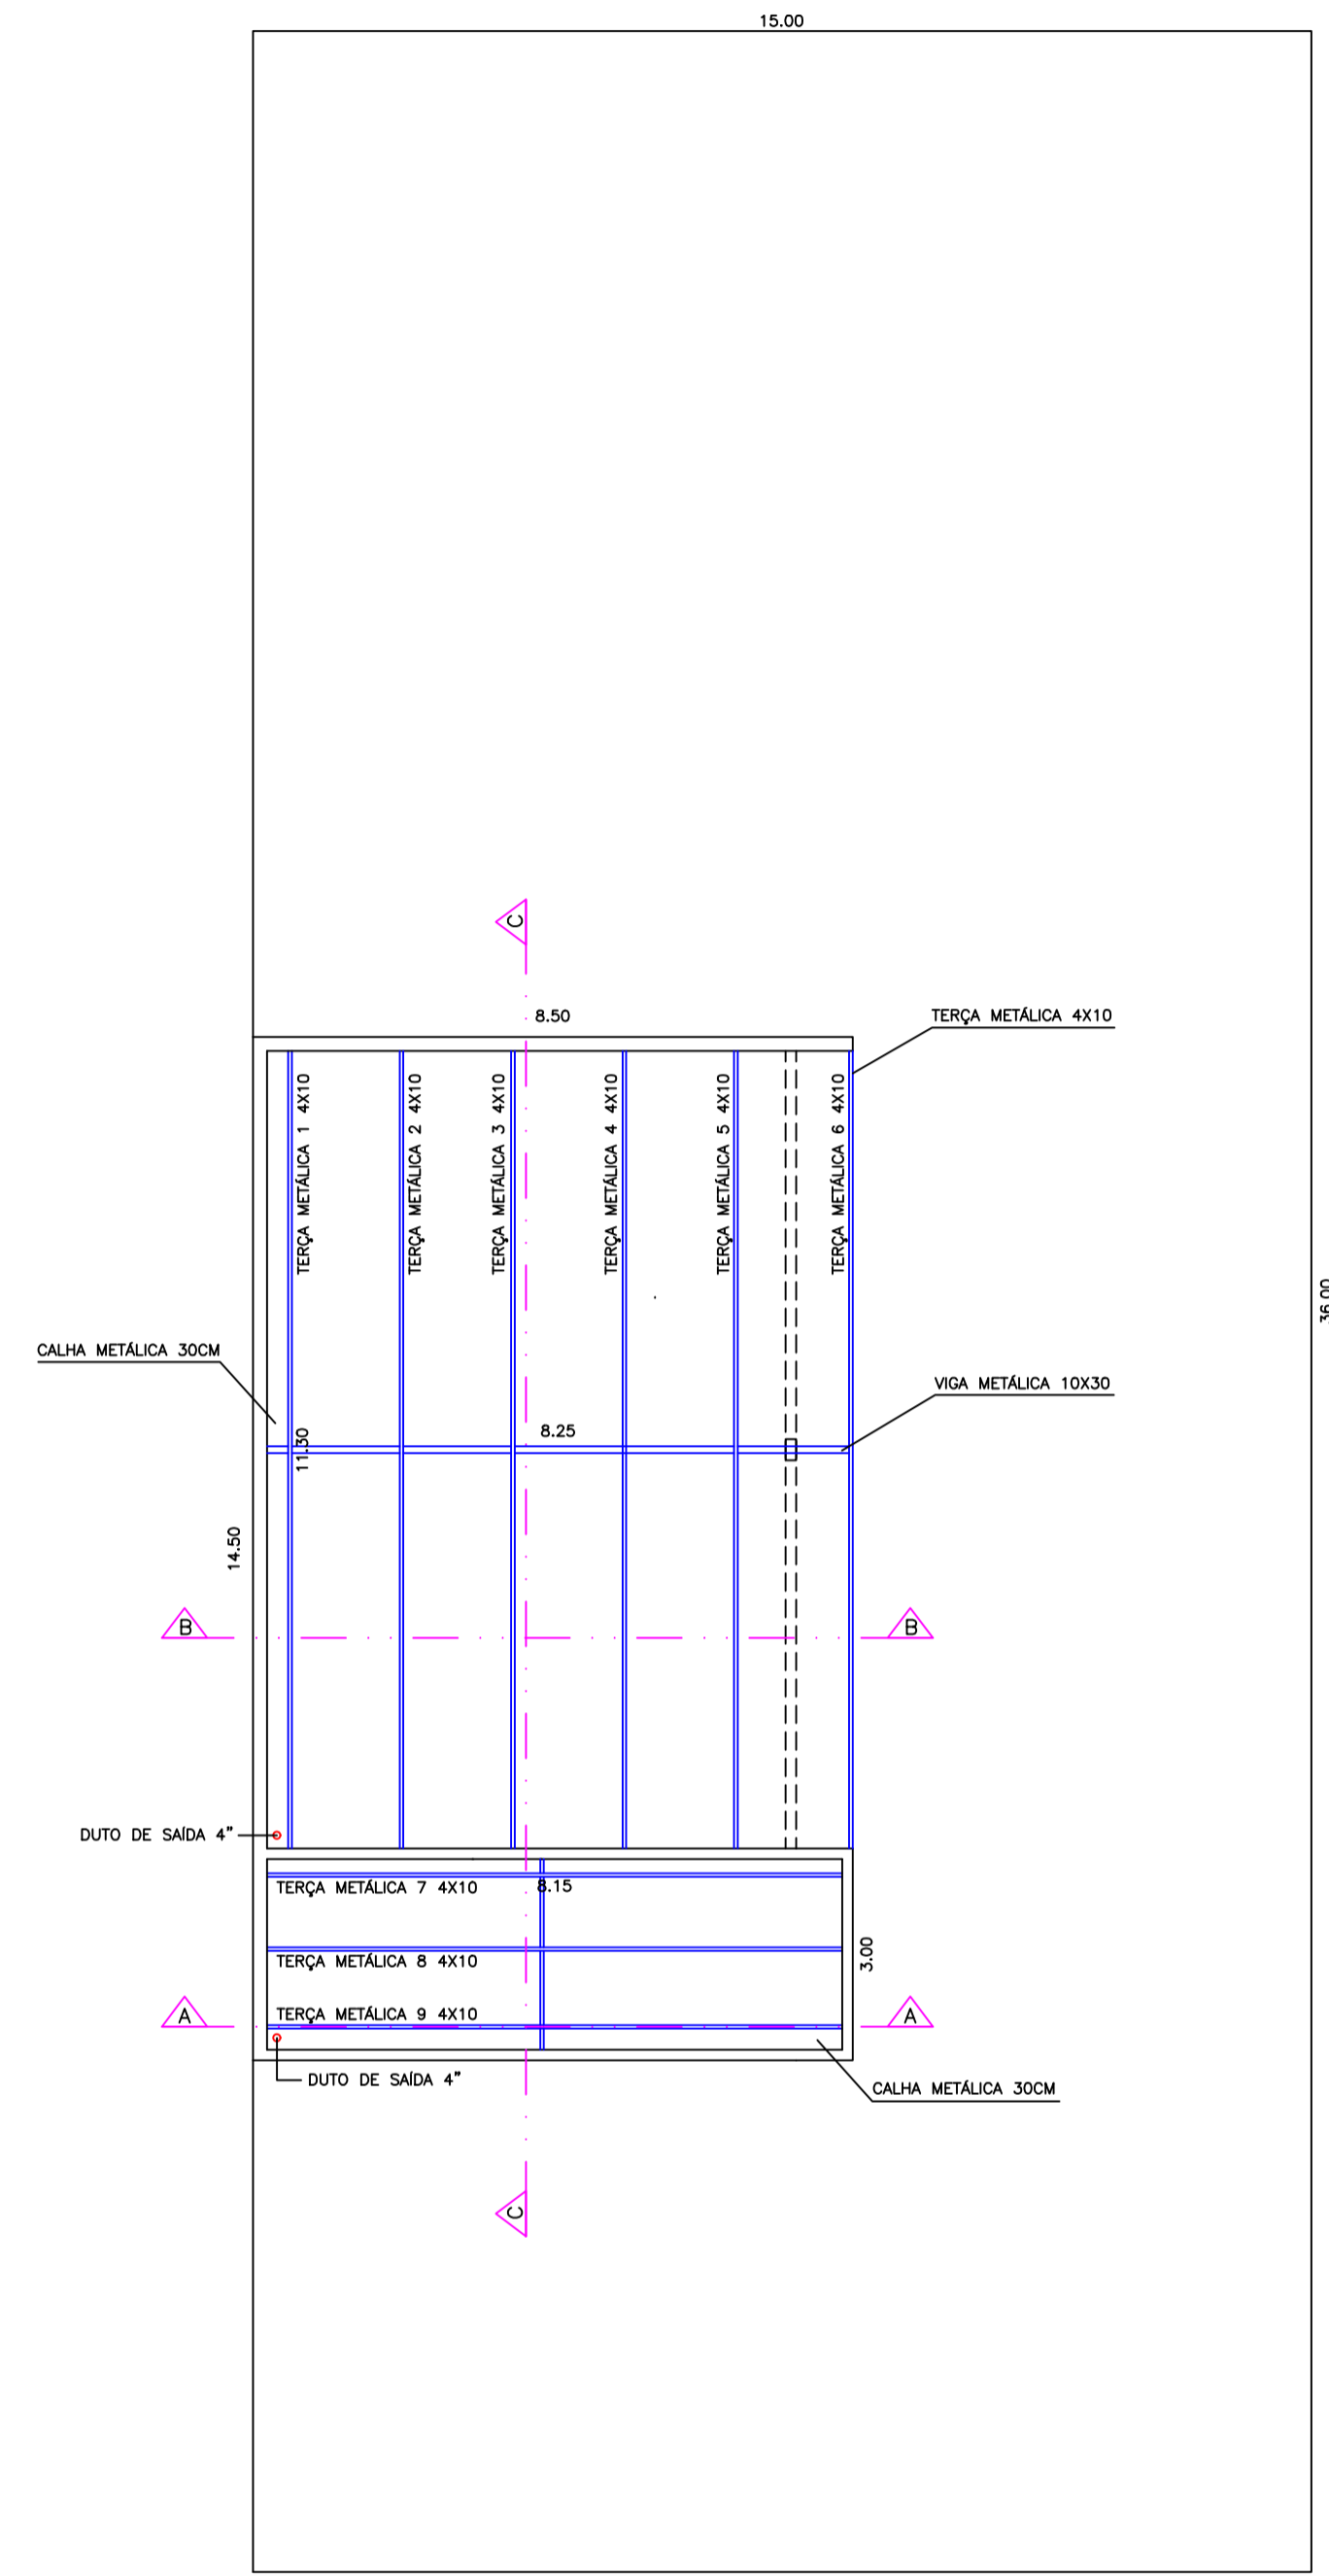 15.00
C
8.50
TERÇA METÁLICA 4X10
TERÇA METÁLICA 1 4X10
TERÇA METÁLICA 2 4X10
TERÇA METÁLICA 3 4X10
TERÇA METÁLICA 4 4X10
TERÇA METÁLICA 5 4X10
TERÇA METÁLICA 6 4X10
36.00
CALHA METÁLICA 30CM
VIGA METÁLICA 10X30
8.25
11.30
14.50
B
B
DUTO DE SAÍDA 4"
TERÇA METÁLICA 7 4X10
8.15
3.00
TERÇA METÁLICA 8 4X10
TERÇA METÁLICA 9 4X10
A
A
DUTO DE SAÍDA 4"
CALHA METÁLICA 30CM
C